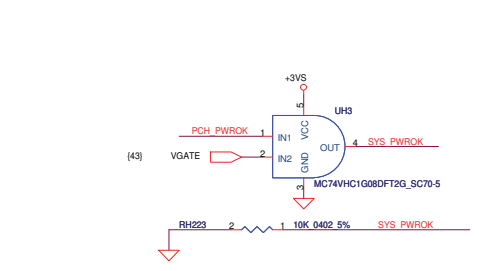 +3VS
5
UH3
PCH_PWROK
1
IN1
VCC
OUT
4
SYS_PWROK
{43}
VGATE
2
IN2
GND
3
MC74VHC1G08DFT2G_SC70-5
RH223
2
1
10K_0402_5%
SYS_PWROK